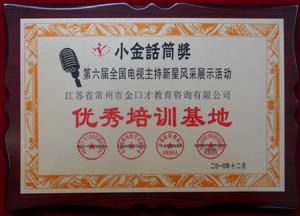 小金話筒獎
第六届全国电视主持新星风采展示活动
江苏省常州市金口才教育咨询有限公司
优秀培训基地
二〇一〇年十二月